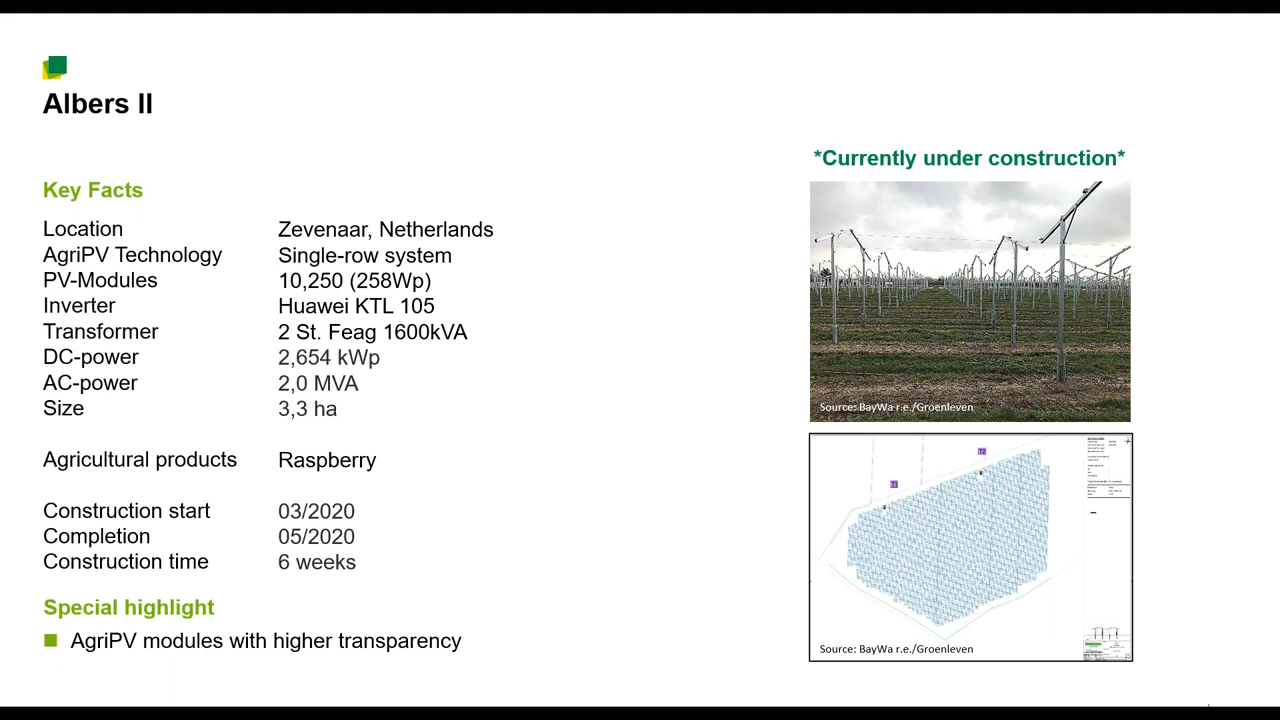 Albers II
*Currently under construction*
Key Facts
Location Zevenaar, Netherlands
AgriPV Technology Single-row system
PV-Modules 10,250 (258Wp)
Inverter Huawei KTL 105
Transformer 2 St. Feag 1600kVA
DC-power 2,654 kWp
AC-power 2,0 MVA
Size 3,3 ha
Agricultural products Raspberry
Construction start 03/2020
Completion 05/2020
Construction time 6 weeks
Special highlight
AgriPV modules with higher transparency
Source: BayWa r.e./Groenleven
T2
Source: BayWa r.e./Groenleven